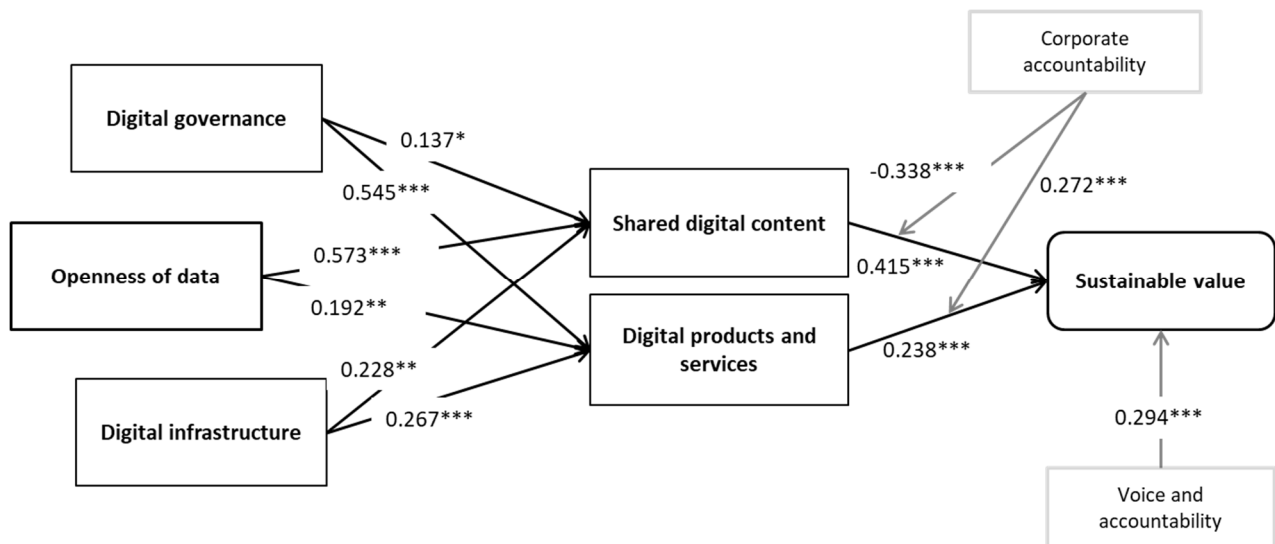 Corporate
accountability
Digital governance
0.137*
-0.338***
0.545***
0.272***
Shared digital content
0.573***
0.415***
Openness of data
Sustainable value
0.192**
Digital products and
services
0.238***
0.228**
0.267***
Digital infrastructure
0.294***
Voice and
accountability